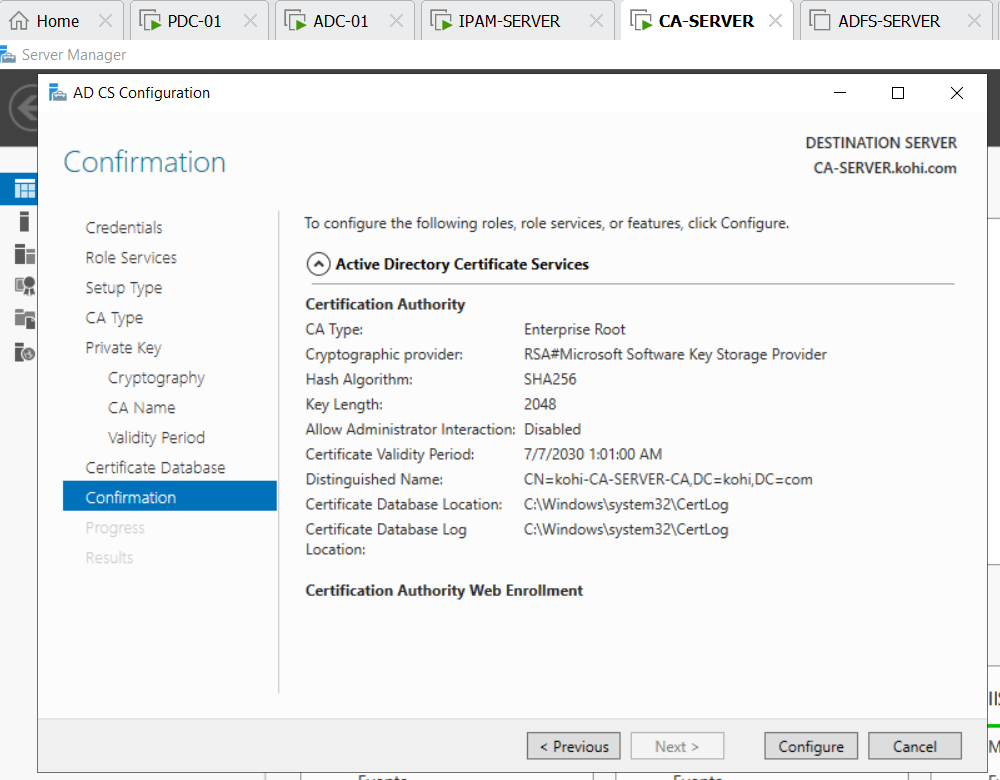 Home
PDC-01
ADC-01
IPAM-SERVER
CA-SERVER
ADFS-SERVER
Server Manager
AD CS Configuration
Confirmation
DESTINATION SERVER
CA-SERVER.kohi.com
Credentials
Role Services
Setup Type
CA Type
Private Key
Cryptography
CA Name
Validity Period
Certificate Database
Confirmation
Progress
Results
To configure the following roles, role services, or features, click Configure.
Active Directory Certificate Services
Certification Authority
CA Type: Enterprise Root
Cryptographic provider: RSA#Microsoft Software Key Storage Provider
Hash Algorithm: SHA256
Key Length: 2048
Allow Administrator Interaction: Disabled
Certificate Validity Period: 7/7/2030 1:01:00 AM
Distinguished Name: CN=kohi-CA-SERVER-CA,DC=kohi,DC=com
Certificate Database Location: C:\Windows\system32\CertLog
Certificate Database Log C:\Windows\system32\CertLog
Location:
Certification Authority Web Enrollment
< Previous
Next >
Configure
Cancel